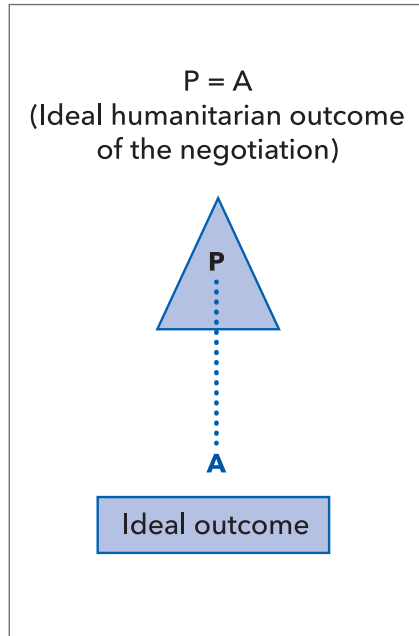 P = A
(Ideal humanitarian outcome
of the negotiation)
P
A
Ideal outcome